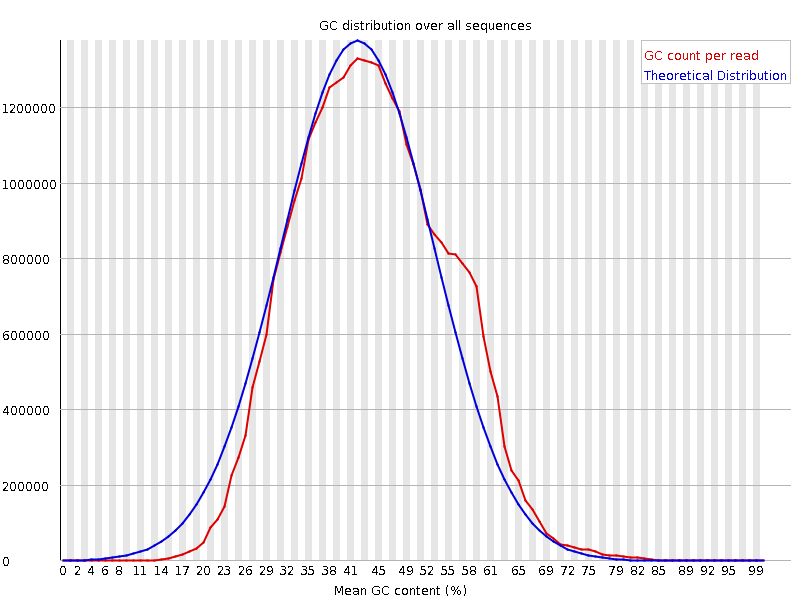 GC distribution over all sequences
GC count per read
Theoretical Distribution
1200000
1000000
800000
600000
400000
200000
0
0 2 4 6 8 11 14 17 20 23 26 29 32 35 38 41 45 49 52 55 58 61 65 69 72 75 79 82 85 89 92 95 99
Mean GC content (%)